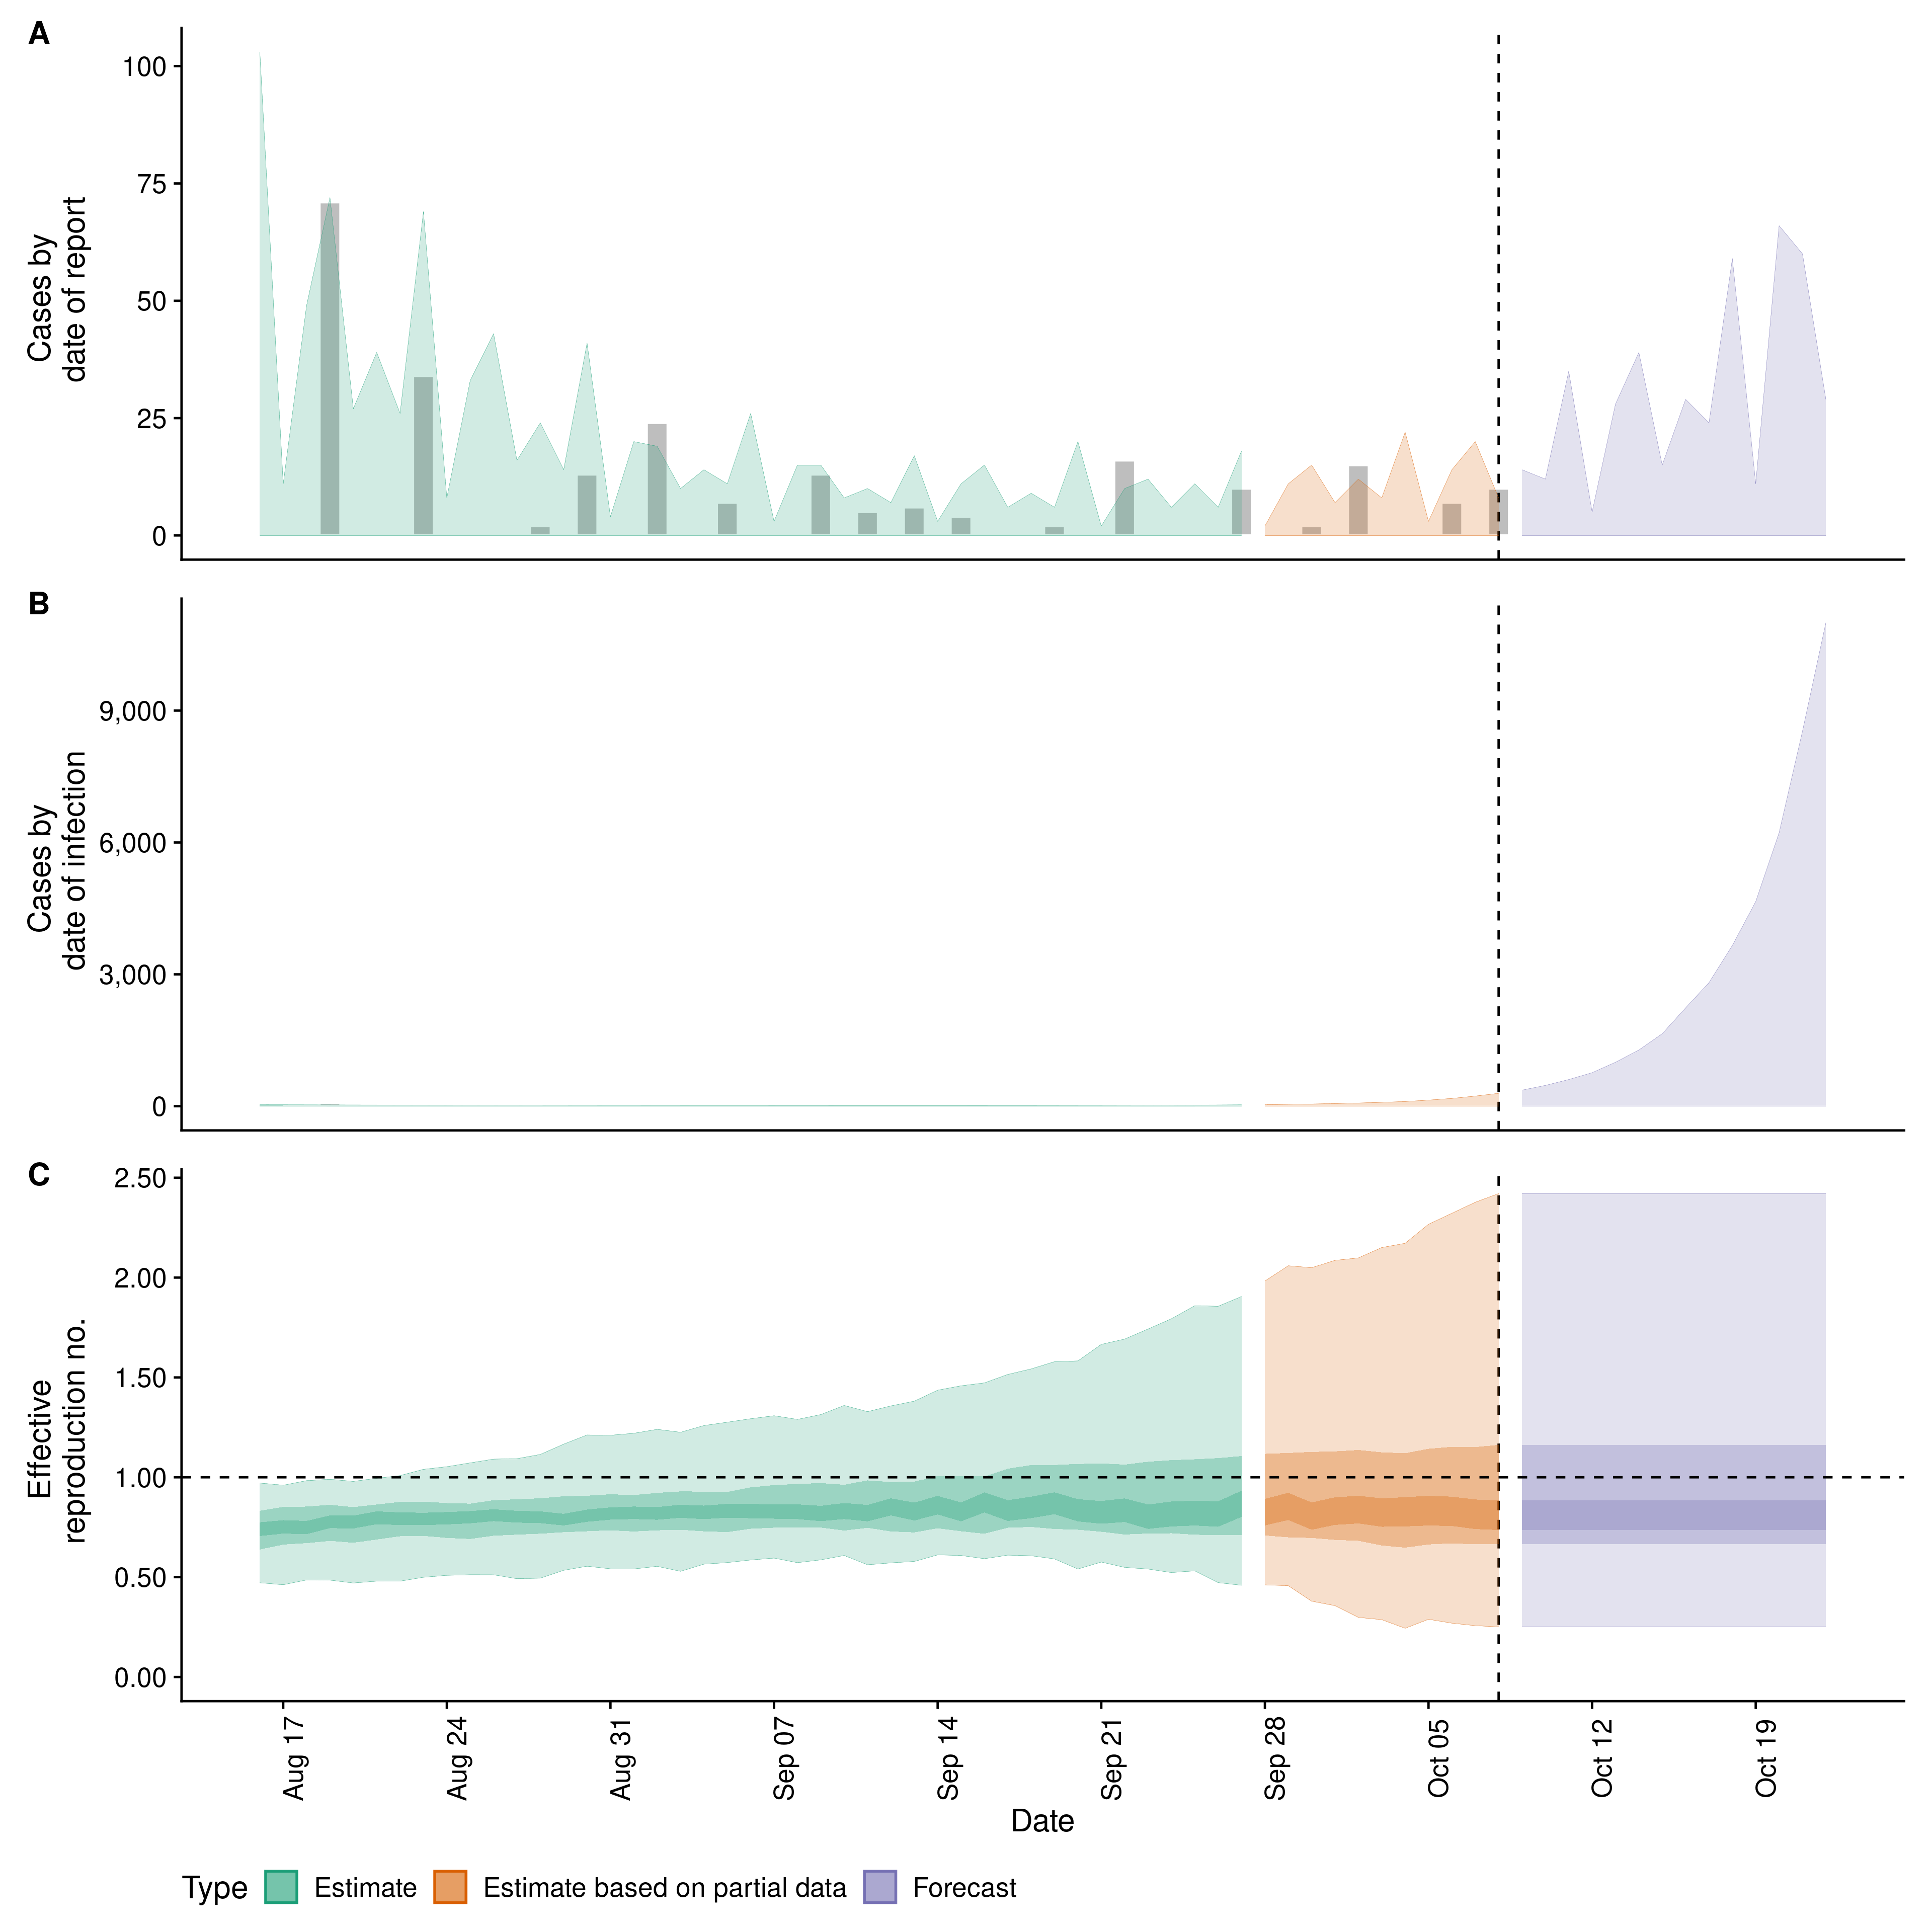 A
100
75
50
25
0
Cases by
date of report
B
9,000
6,000
3,000
0
Cases by
date of infection
C
2.50
2.00
1.50
1.00
0.50
0.00
Effective
reproduction no.
Aug 17
Aug 24
Aug 31
Sep 07
Sep 14
Sep 21
Sep 28
Oct 05
Oct 12
Oct 19
Date
Type Estimate Estimate based on partial data Forecast